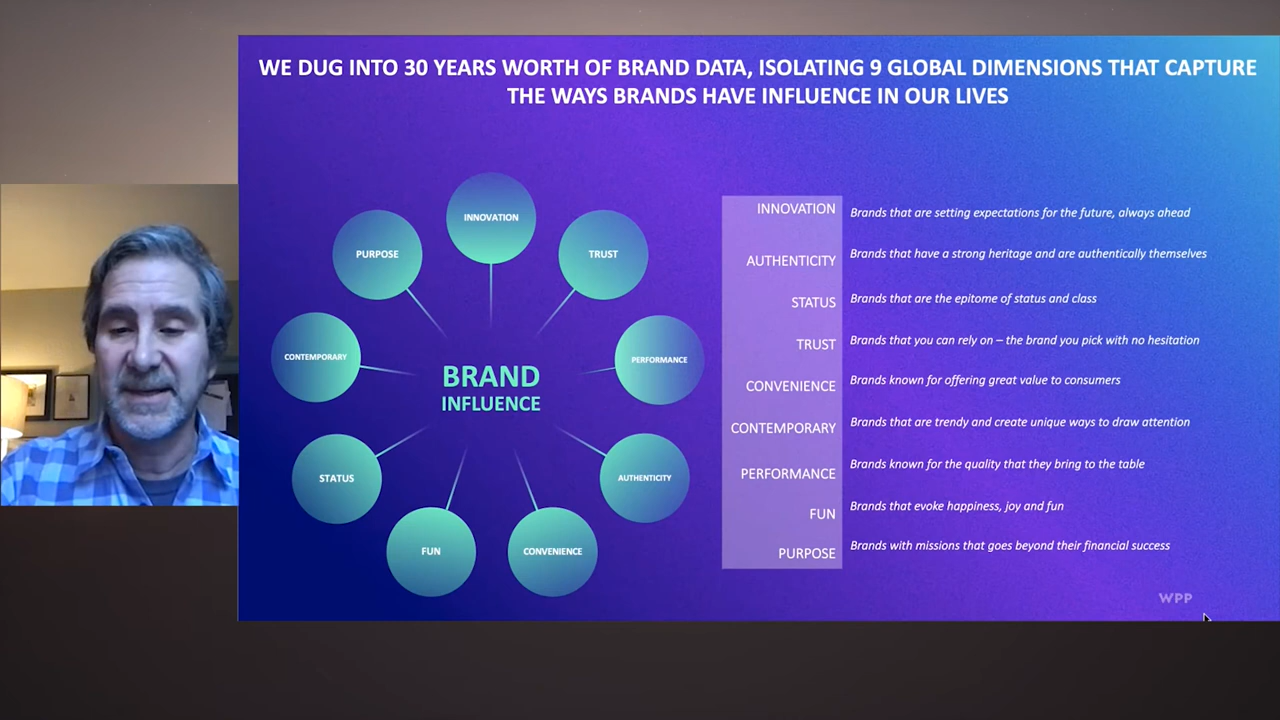 WE DUG INTO 30 YEARS WORTH OF BRAND DATA, ISOLATING 9 GLOBAL DIMENSIONS THAT CAPTURE
THE WAYS BRANDS HAVE INFLUENCE IN OUR LIVES
INNOVATION
PURPOSE
TRUST
CONTEMPORARY
PERFORMANCE
BRAND
INFLUENCE
STATUS
AUTHENTICITY
FUN
CONVENIENCE
INNOVATION Brands that are setting expectations for the future, always ahead
AUTHENTICITY Brands that have a strong heritage and are authentically themselves
STATUS Brands that are the epitome of status and class
TRUST Brands that you can rely on – the brand you pick with no hesitation
CONVENIENCE Brands known for offering great value to consumers
CONTEMPORARY Brands that are trendy and create unique ways to draw attention
PERFORMANCE Brands known for the quality that they bring to the table
FUN Brands that evoke happiness, joy and fun
PURPOSE Brands with missions that goes beyond their financial success
WPP